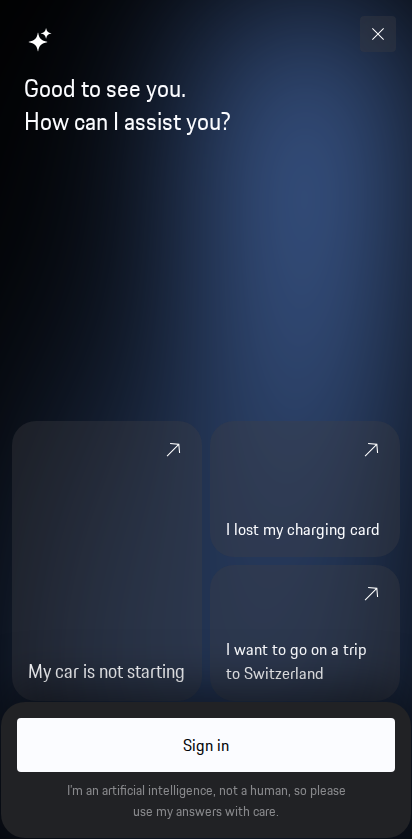 Good to see you.
How can I assist you?
I lost my charging card
My car is not starting
I want to go on a trip
to Switzerland
Sign in
I'm an artificial intelligence, not a human, so please
use my answers with care.